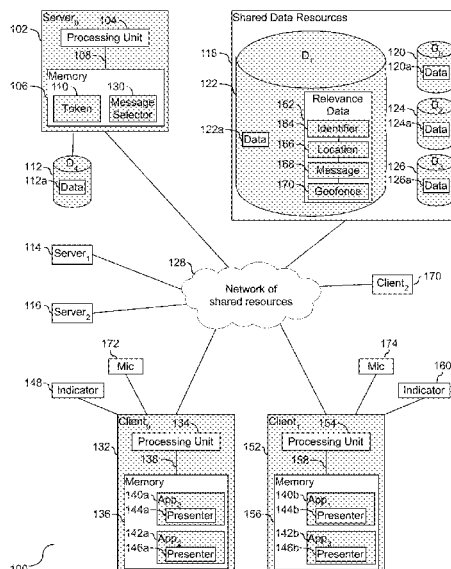 Server₀
102
104
Processing Unit
108
Memory
106
110
130
Token
Message Selector
112
D₄
112a
Data
Shared Data Resources
118
122
D₁
Relevance Data
162
164
Identifier
166
Location
168
Message
170
Geofence
122a
Data
120
D₀
120a
Data
124
D₂
124a
Data
126
126a
Data
114
Server₁
116
Server₂
128
Network of shared resources
Client₂
170
172
Mic
148
Indicator
174
Mic
160
Indicator
Client₀
134
132
Processing Unit
138
Memory
136
140a
App
144a
Presenter
142a
App
146a
Presenter
Client₁
154
152
Processing Unit
158
Memory
156
140b
App
144b
Presenter
142b
App
146b
Presenter
100